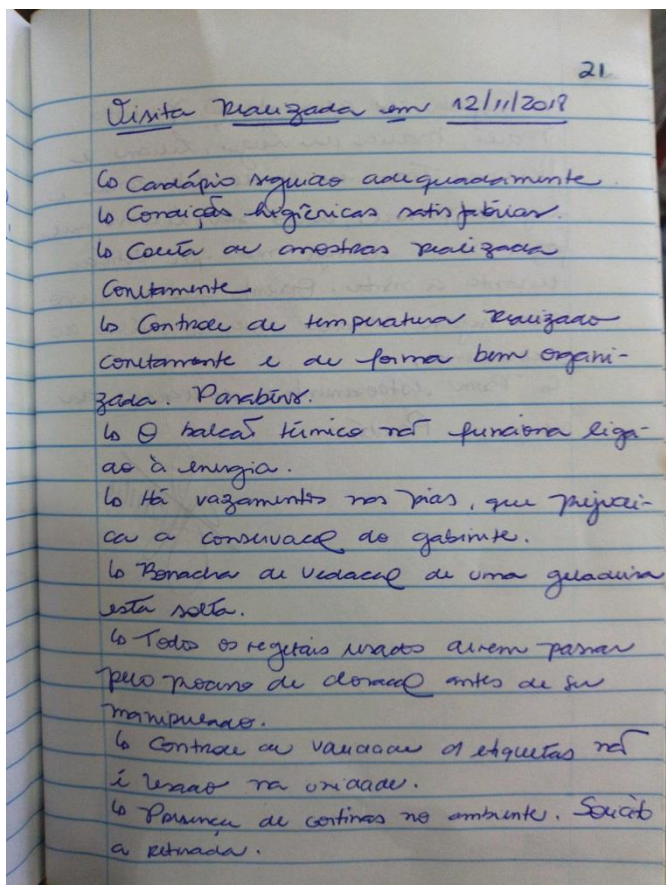 21
Visita realizada em 12/11/2018
↳ Cardápio seguido adequadamente.
↳ Condições higiênicas satisfatórias.
↳ Coleta de amostras realizada
corretamente.
↳ Controle de temperatura realizado
corretamente e de forma bem organi-
zada. Parabéns.
↳ O balcão térmico não funciona liga-
do à energia.
↳ Há vazamentos nas pias, que prejudi-
ca a conservação do gabinete.
↳ Borracha de vedação de uma geladeira
está solta.
↳ Todos os vegetais usados devem passar
pelo processo de cloração antes de ser
manipulado.
↳ Controle de validade de etiquetas não
é usado na unidade.
↳ Presença de cortinas no ambiente. Solicito
a retirada.